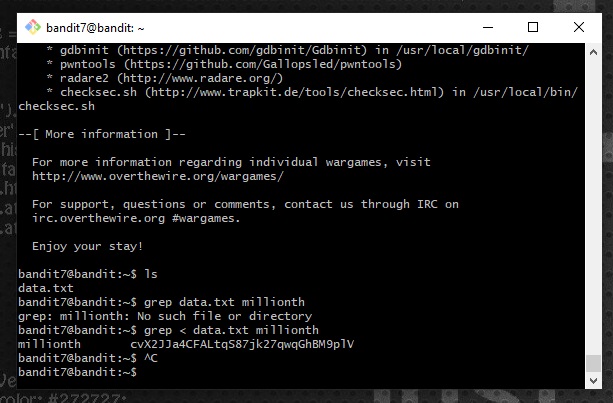 bandit7@bandit: ~
* gdbinit (https://github.com/gdbinit/Gdbinit) in /usr/local/gdbinit/
* pwntools (https://github.com/Gallopsled/pwntools)
* radare2 (http://www.radare.org/)
* checksec.sh (http://www.trapkit.de/tools/checksec.html) in /usr/local/bin/
checksec.sh
--[ More information ]--
For more information regarding individual wargames, visit
http://www.overthewire.org/wargames/
For support, questions or comments, contact us through IRC on
irc.overthewire.org #wargames.
Enjoy your stay!
bandit7@bandit:~$ ls
data.txt
bandit7@bandit:~$ grep data.txt millionth
grep: millionth: No such file or directory
bandit7@bandit:~$ grep < data.txt millionth
millionth cvX2JJa4CFALtqS87jk27qwqGhBM9plV
bandit7@bandit:~$ ^C
bandit7@bandit:~$
color: #272727;